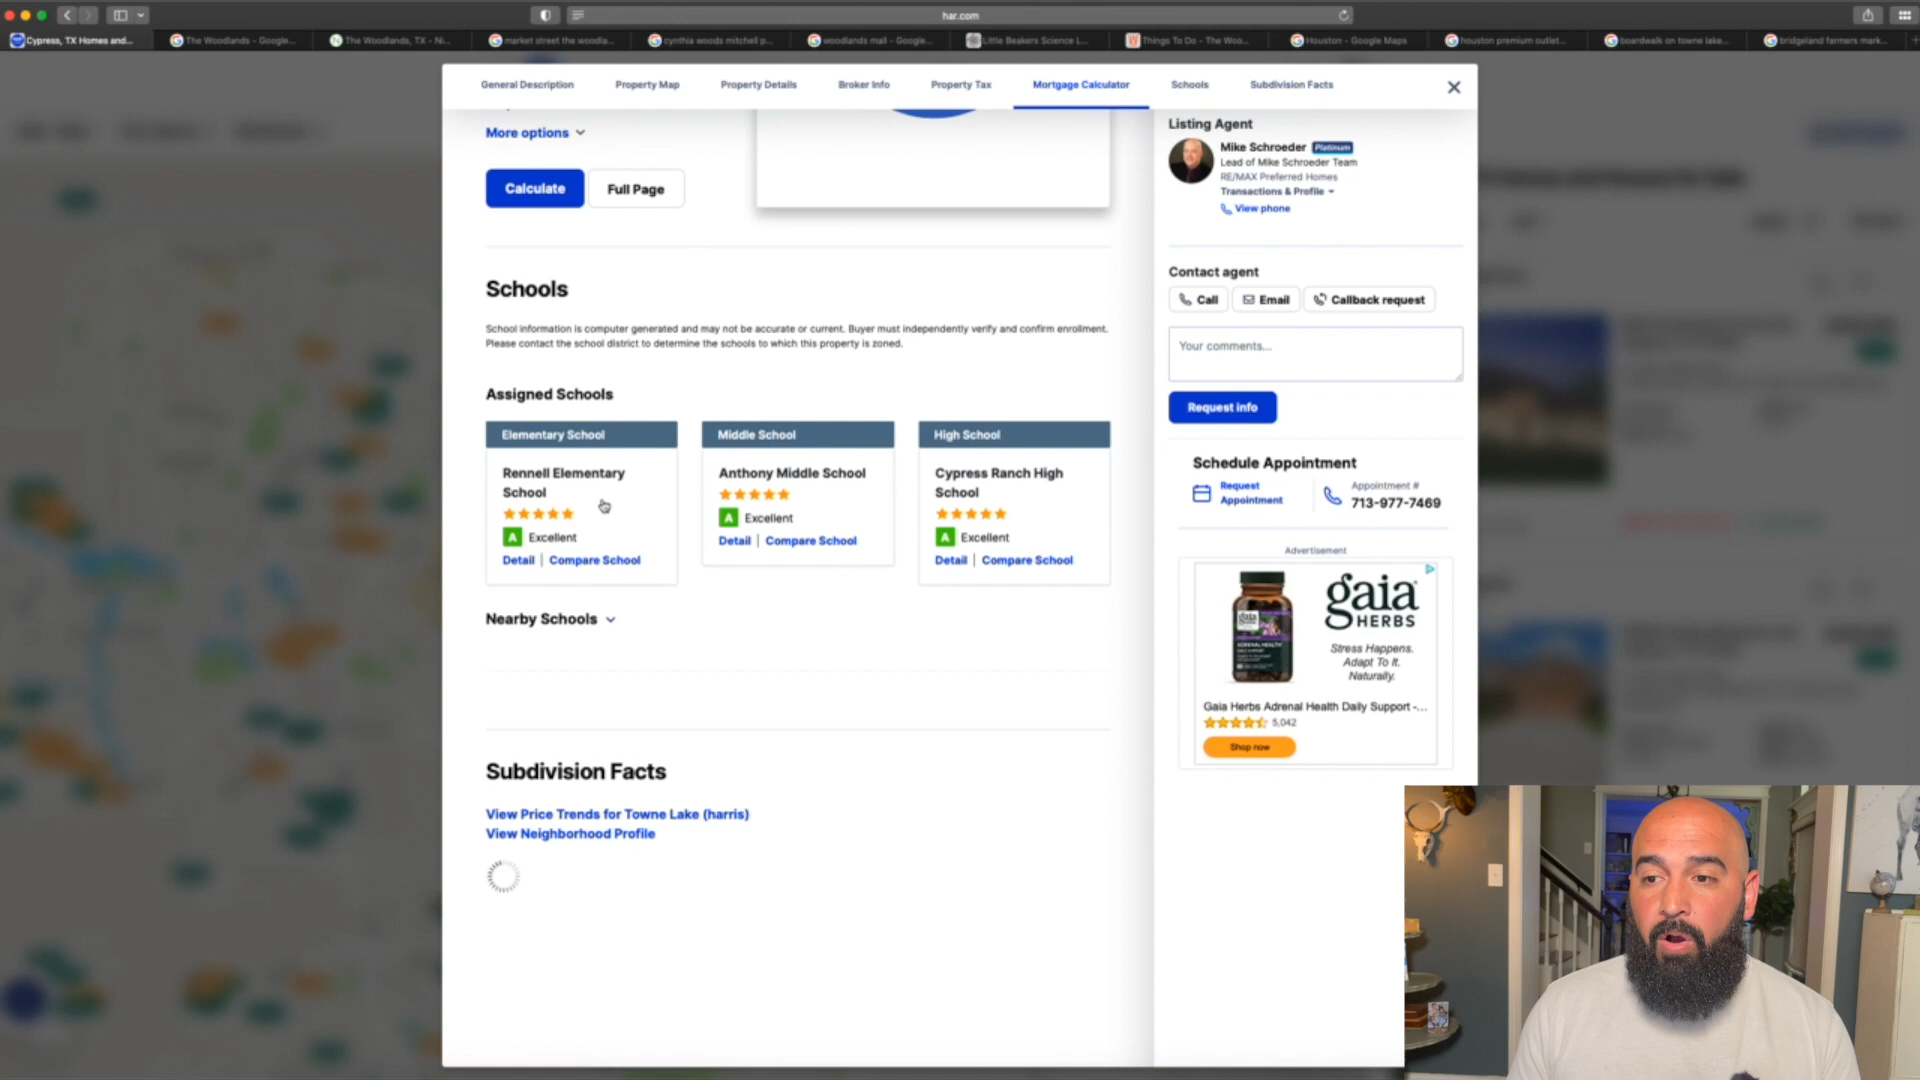 har.com
Cypress, TX Homes and...
The Woodlands - Google...
The Woodlands, TX - Ni...
market street the woodla...
cynthia woods mitchell p...
woodlands mall - Google...
Little Beakers Science L...
Things To Do - The Woo...
Houston - Google Maps
houston premium outlet...
boardwalk on towne lake...
bridgeland farmers mark...
General Description
Property Map
Property Details
Broker Info
Property Tax
Mortgage Calculator
Schools
Subdivision Facts
More options
Calculate
Full Page
Schools
School information is computer generated and may not be accurate or current. Buyer must independently verify and confirm enrollment.
Please contact the school district to determine the schools to which this property is zoned.
Assigned Schools
Elementary School
Rennell Elementary
School
A Excellent
Detail | Compare School
Middle School
Anthony Middle School
A Excellent
Detail | Compare School
High School
Cypress Ranch High
School
A Excellent
Detail | Compare School
Nearby Schools
Subdivision Facts
View Price Trends for Towne Lake (harris)
View Neighborhood Profile
Listing Agent
Mike Schroeder Platinum
Lead of Mike Schroeder Team
RE/MAX Preferred Homes
Transactions & Profile
View phone
Contact agent
Call
Email
Callback request
Your comments...
Request info
Schedule Appointment
Request
Appointment
Appointment #
713-977-7469
Advertisement
gaia
HERBS
gaia
HERBS
ADRENAL HEALTH
Stress Happens.
Adapt To It.
Naturally.
Gaia Herbs Adrenal Health Daily Support -...
5,042
Shop now